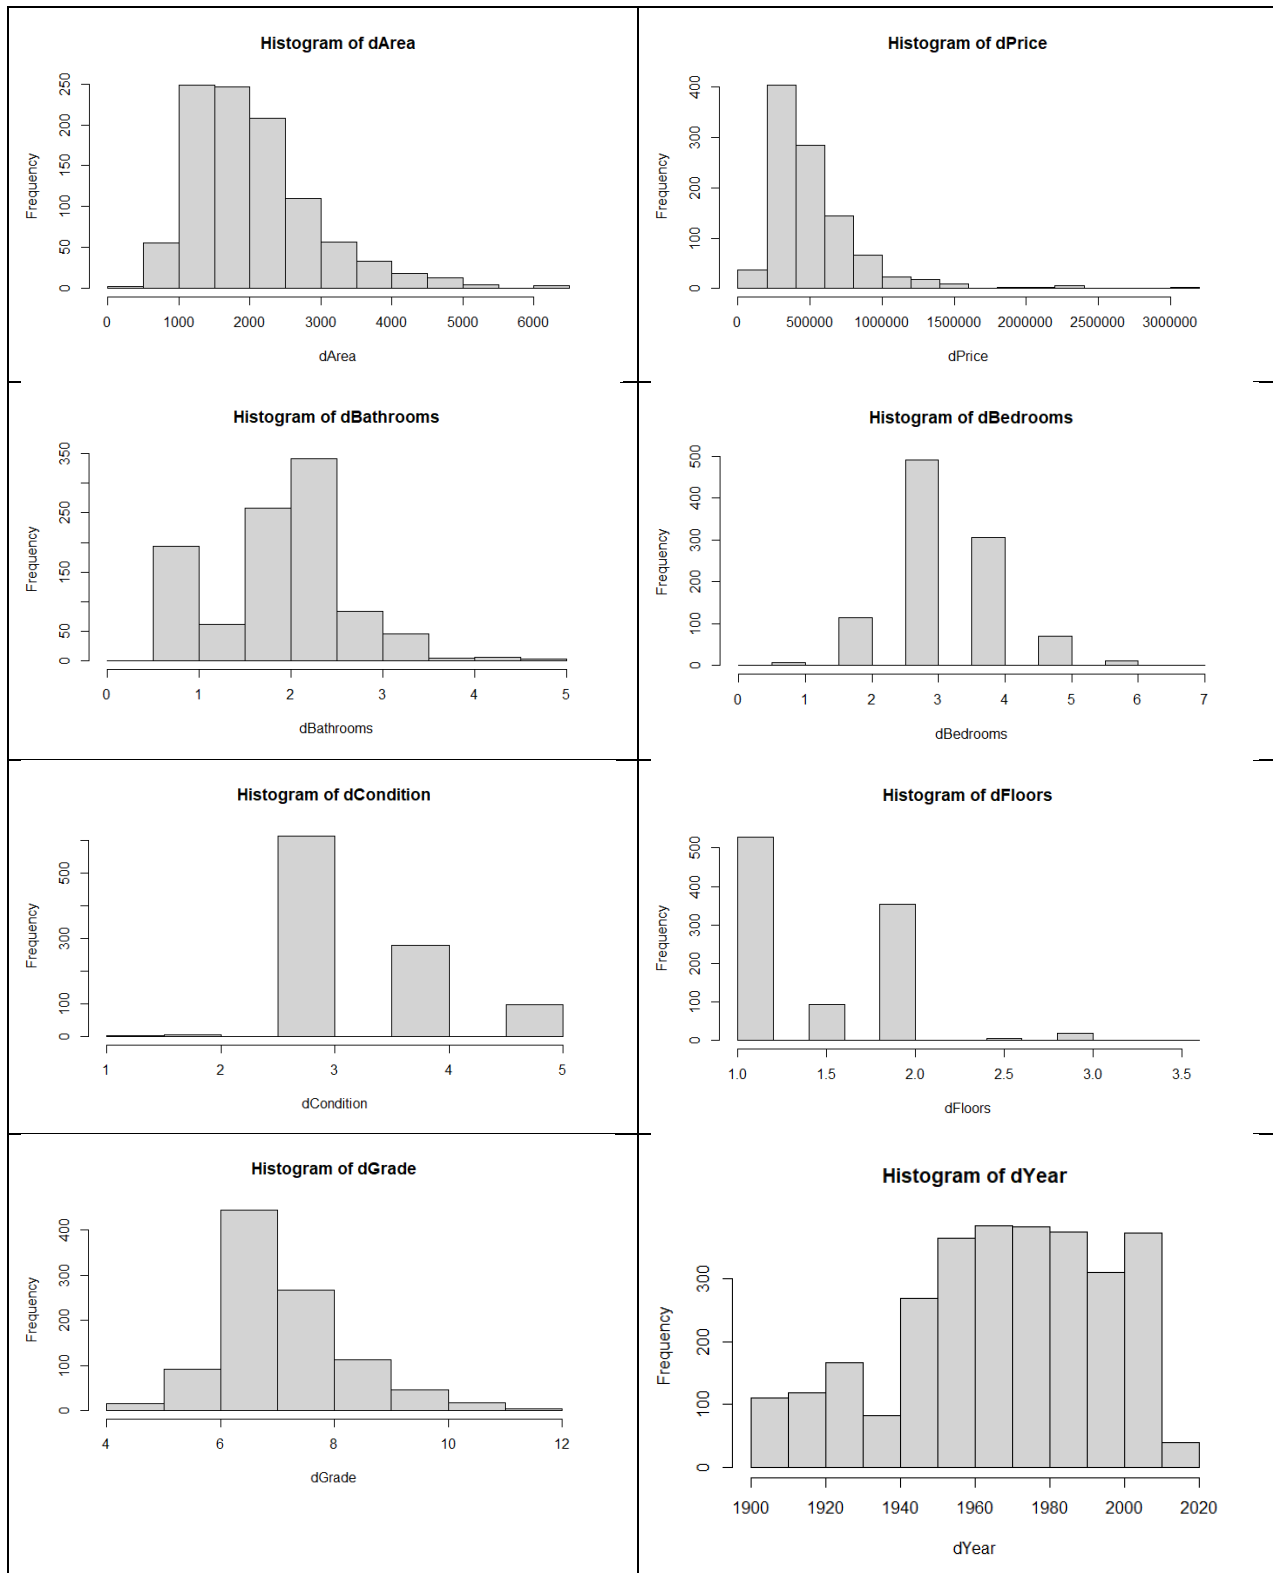 Histogram of dArea
Frequency
0 50 100 150 200 250
0 1000 2000 3000 4000 5000 6000
dArea
Histogram of dPrice
Frequency
0 100 200 300 400
0 500000 1000000 1500000 2000000 2500000 3000000
dPrice
Histogram of dBathrooms
Frequency
0 50 150 250 350
0 1 2 3 4 5
dBathrooms
Histogram of dBedrooms
Frequency
0 100 200 300 400 500
0 1 2 3 4 5 6 7
dBedrooms
Histogram of dCondition
Frequency
0 100 300 500
1 2 3 4 5
dCondition
Histogram of dFloors
Frequency
0 100 200 300 400 500
1.0 1.5 2.0 2.5 3.0 3.5
dFloors
Histogram of dGrade
Frequency
0 100 200 300 400
4 6 8 10 12
dGrade
Histogram of dYear
Frequency
0 100 200 300
1900 1920 1940 1960 1980 2000 2020
dYear